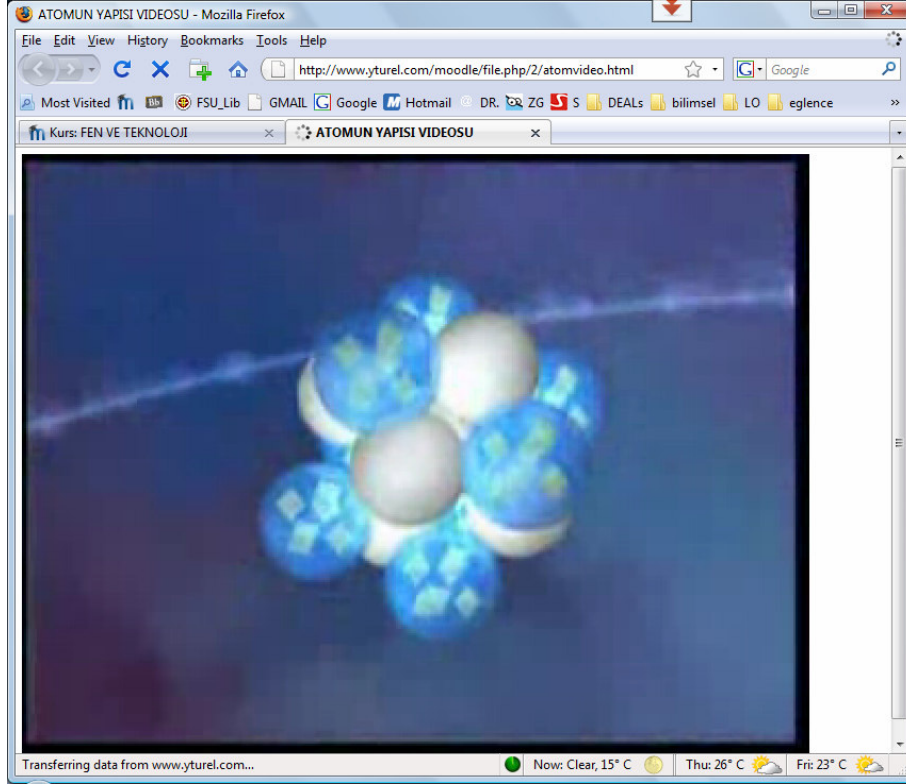 ATOMUN YAPISI VIDEOSU - Mozilla Firefox
File Edit View History Bookmarks Tools Help
http://www.yturel.com/moodle/file.php/2/atomvideo.html G Google
Most Visited m Bb FSU_Lib GMAIL G Google M Hotmail DR. ZG S S DEALs bilimsel LO eglence »
m Kurs: FEN VE TEKNOLOJI × ATOMUN YAPISI VIDEOSU ×
Transferring data from www.yturel.com... Now: Clear, 15° C Thu: 26° C Fri: 23° C